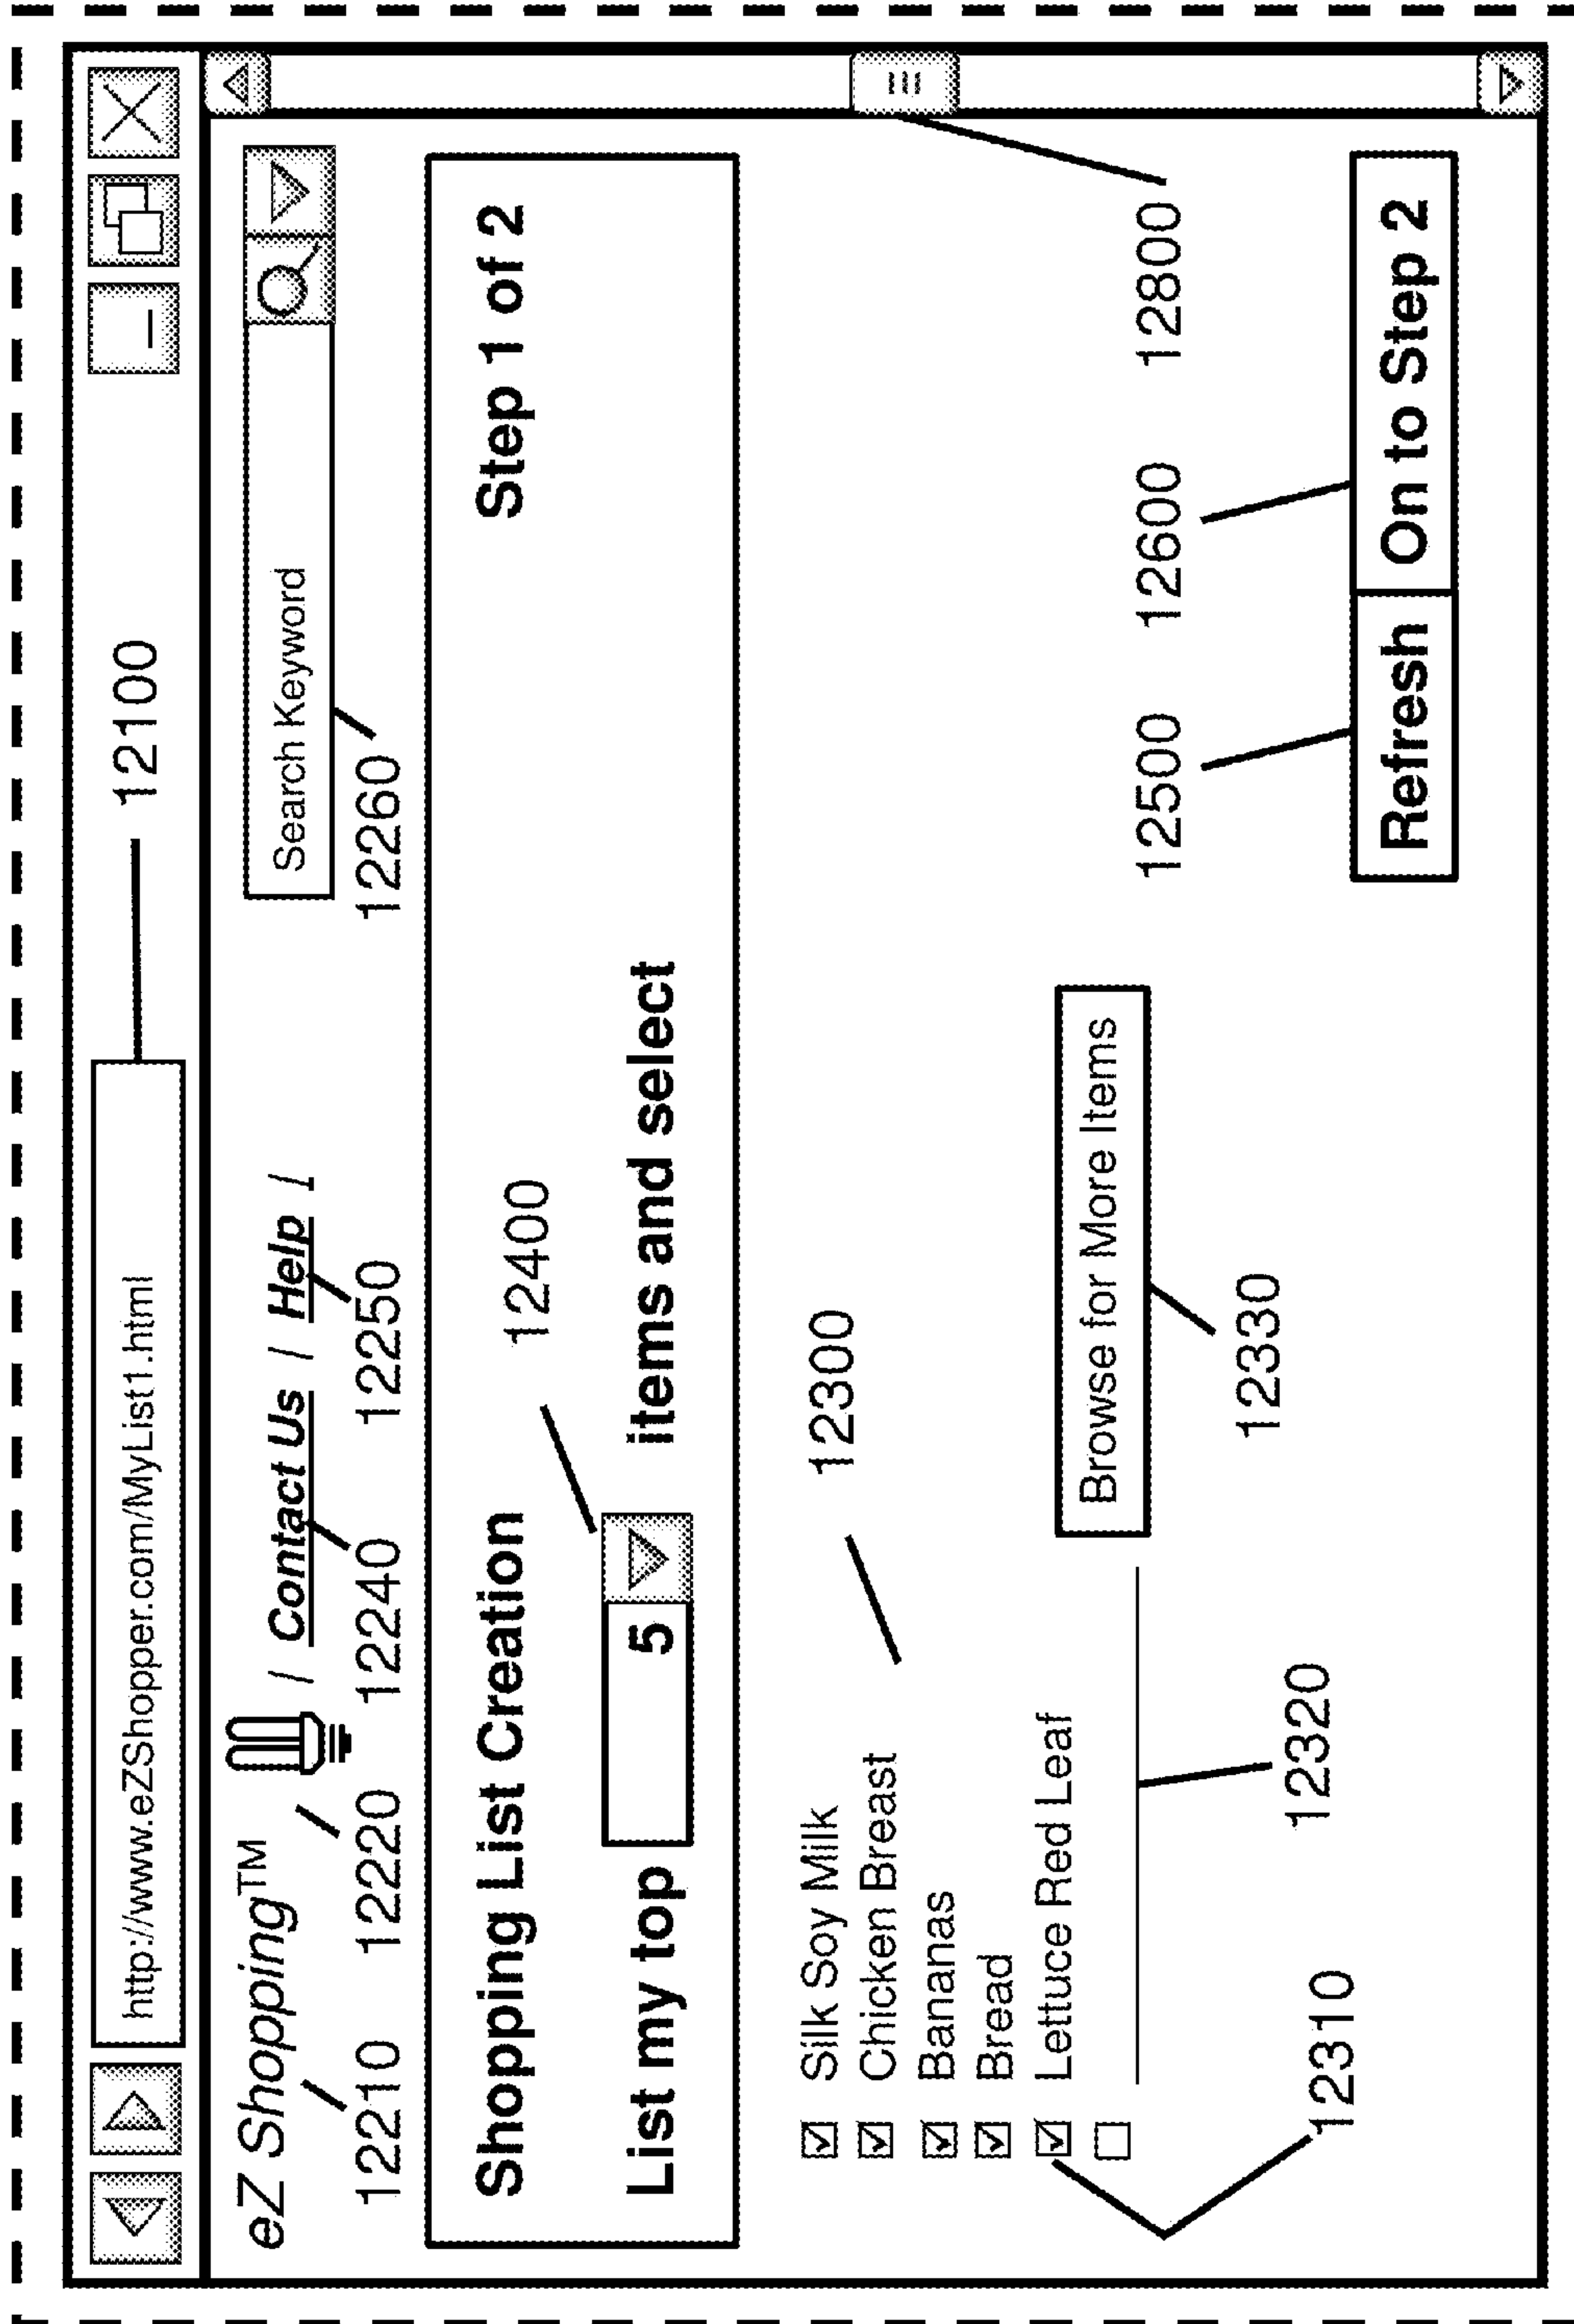 http://www.eZShopper.com/MyList1.html 12100
eZ Shopping™ / Contact Us / Help / Search Keyword
12210 12220 12240 12250 12260
Shopping List Creation 12400 Step 1 of 2
List my top 5 items and select
Silk Soy Milk 12300
Chicken Breast
Bananas
Bread
Lettuce Red Leaf
Browse for More Items
12500 12600 12800
12330
12320
12310
Refresh On to Step 2